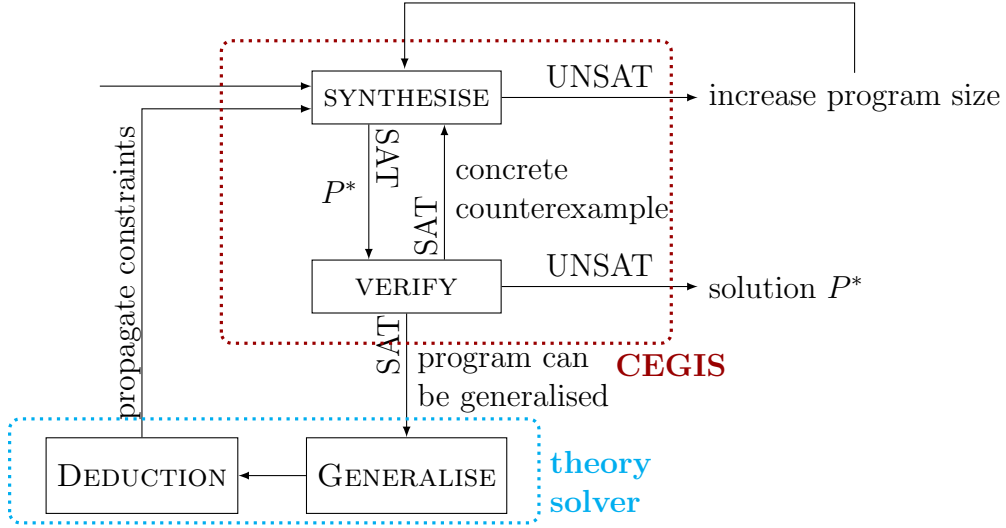 UNSAT
SYNTHESISE
increase program size
SAT
P*
SAT
concrete
counterexample
propagate constraints
UNSAT
VERIFY
solution P*
SAT
program can
be generalised
CEGIS
DEDUCTION
GENERALISE
theory
solver